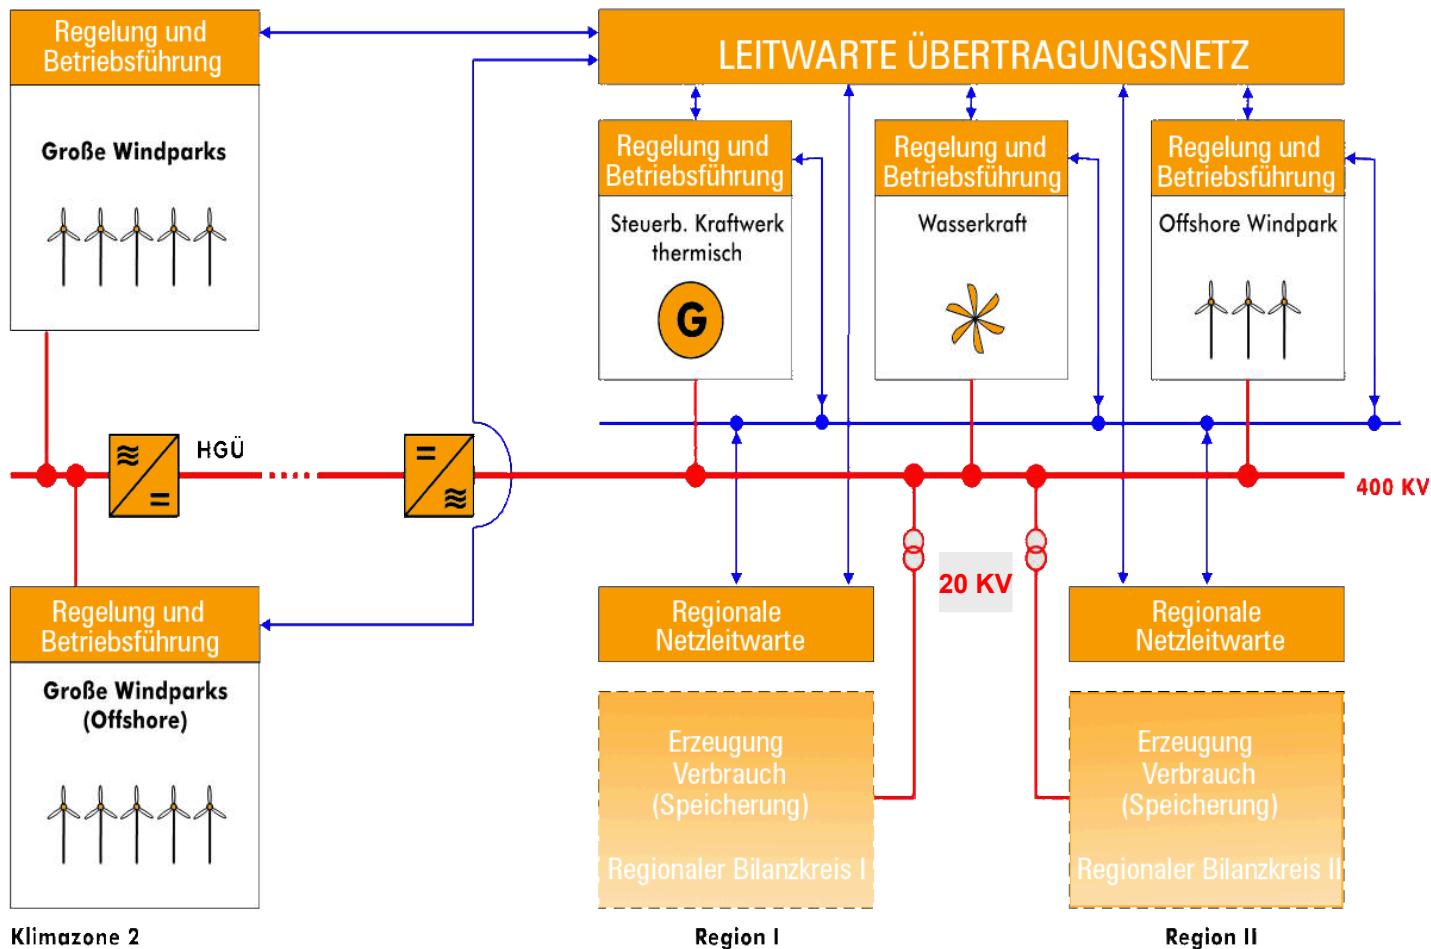 Regelung und
Betriebsführung
Große Windparks
LEITWARTE ÜBERTRAGUNGSNETZ
Regelung und
Betriebsführung
Steuerb. Kraftwerk
thermisch
G
Regelung und
Betriebsführung
Wasserkraft
Regelung und
Betriebsführung
Offshore Windpark
HGÜ
400 KV
20 KV
Regelung und
Betriebsführung
Große Windparks
(Offshore)
Regionale
Netzleitwarte
Erzeugung
Verbrauch
(Speicherung)
Regionaler Bilanzkreis I
Regionale
Netzleitwarte
Erzeugung
Verbrauch
(Speicherung)
Regionaler Bilanzkreis II
Klimazone 2
Region I
Region II